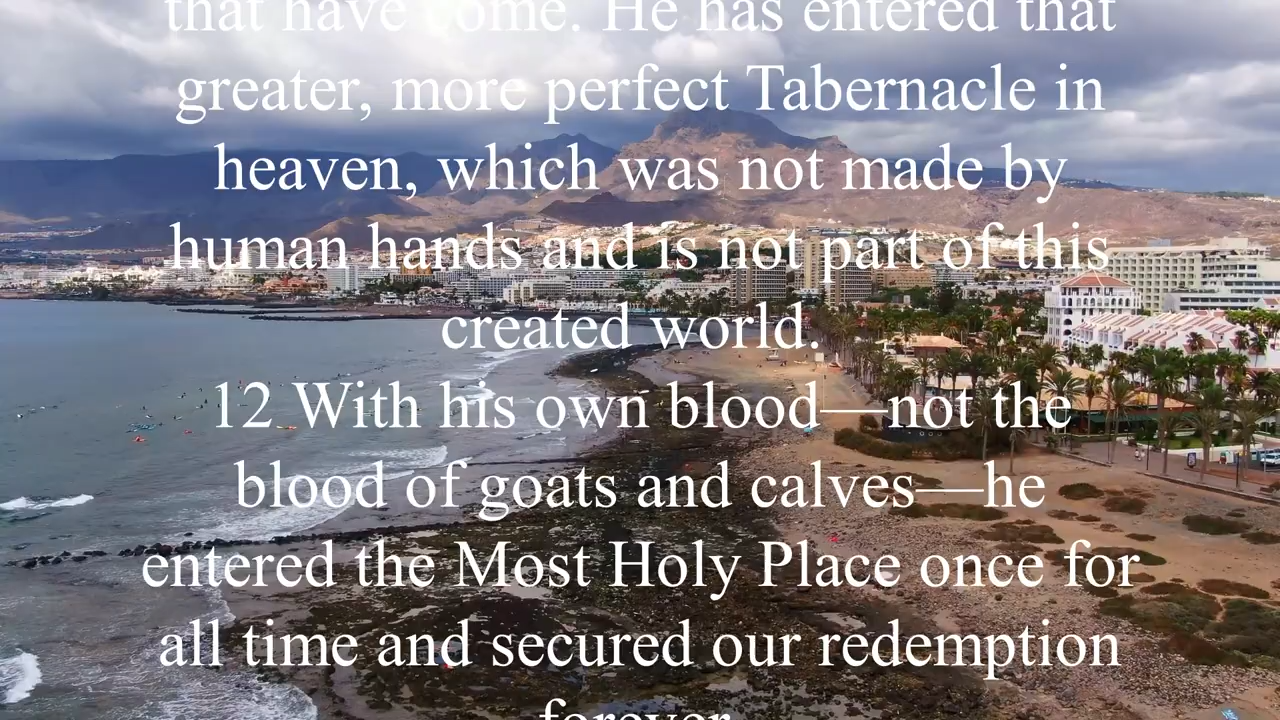 that have come. He has entered that
greater, more perfect Tabernacle in
heaven, which was not made by
human hands and is not part of this
created world.
12 With his own blood—not the
blood of goats and calves—he
entered the Most Holy Place once for
all time and secured our redemption
forever.